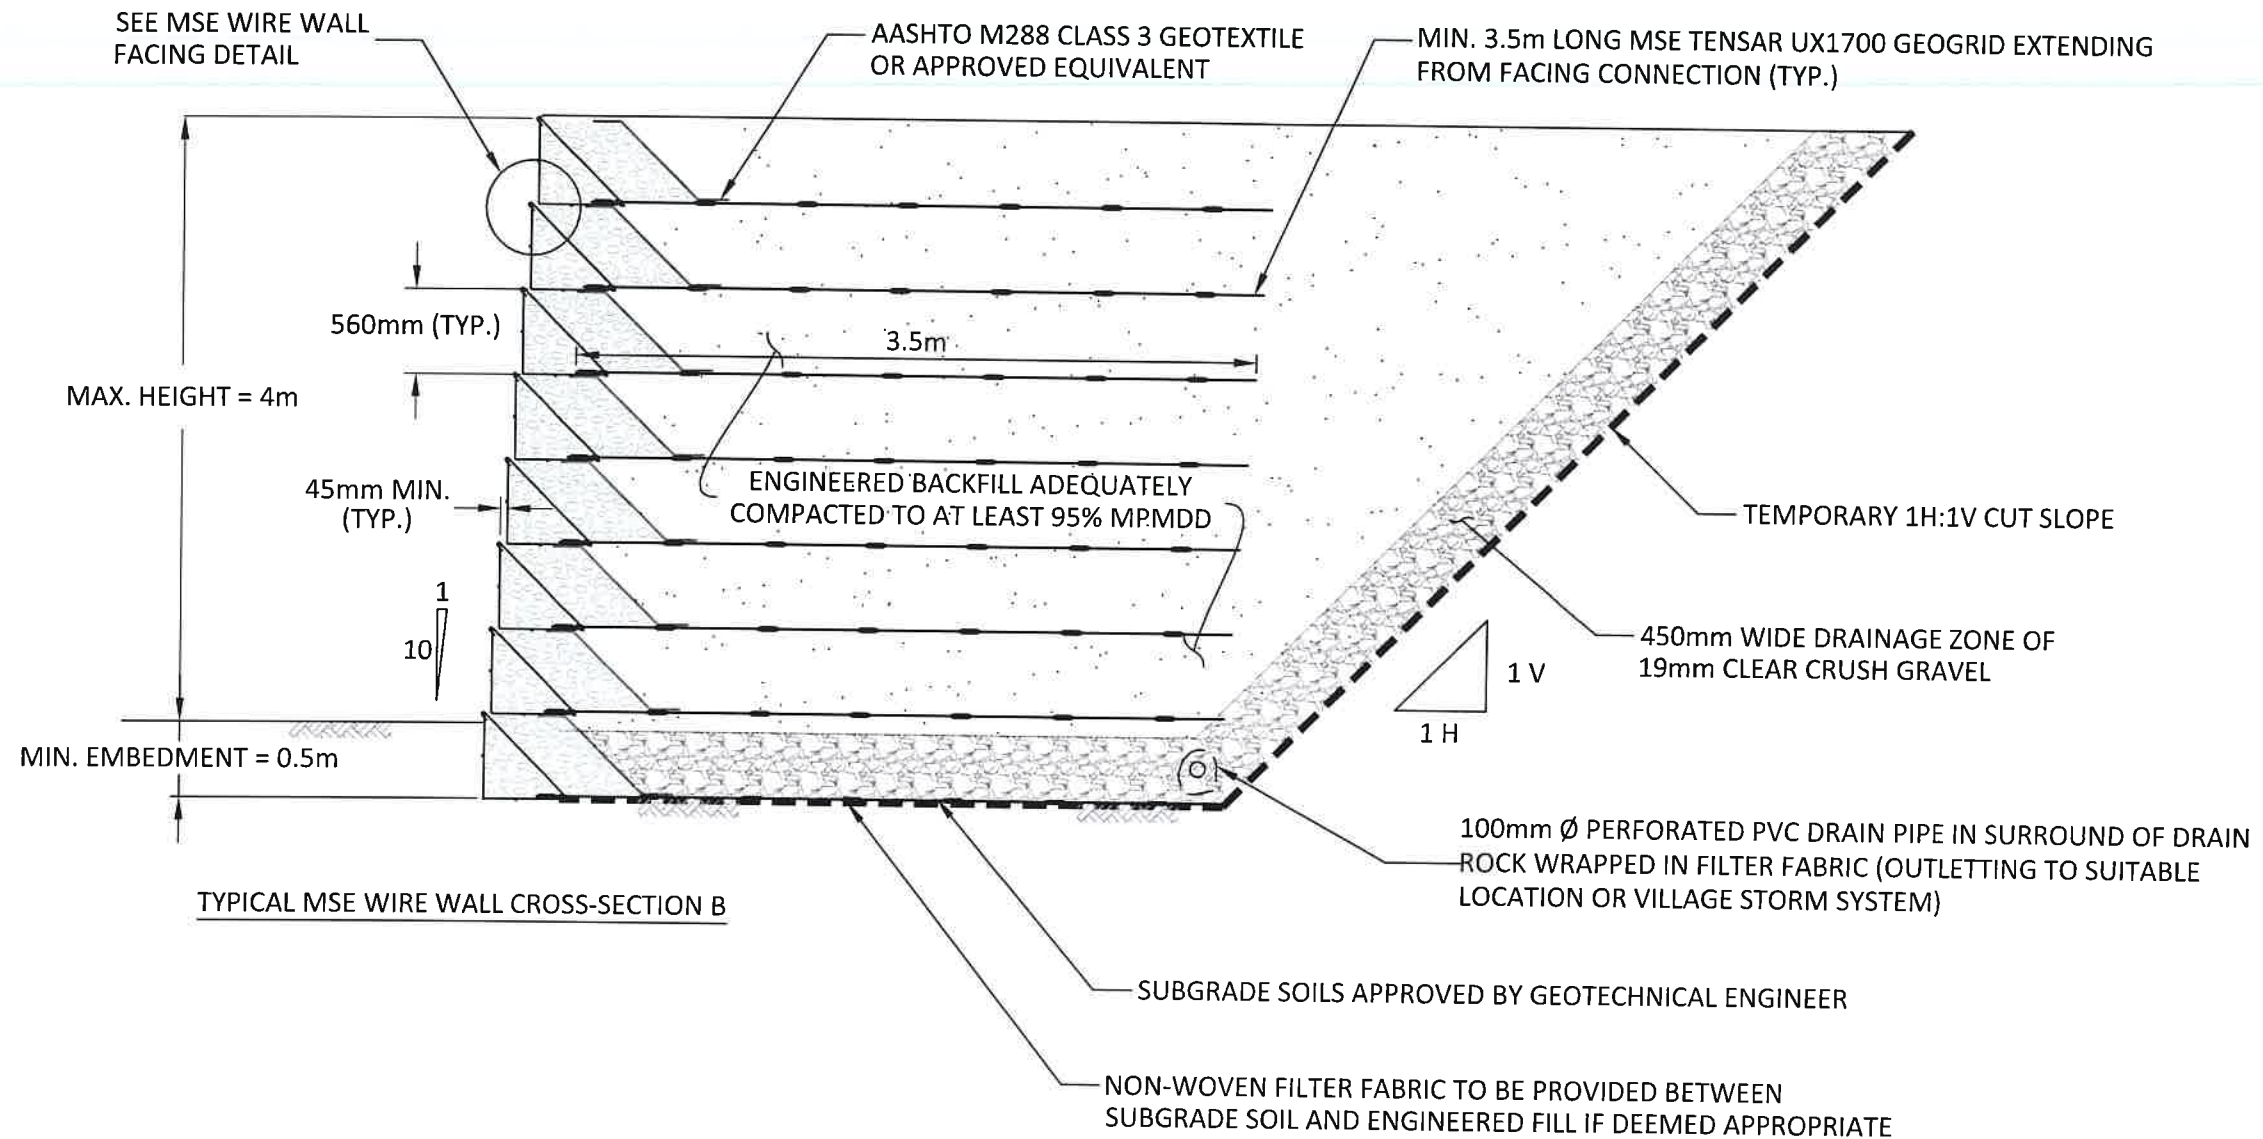 SEE MSE WIRE WALL
FACING DETAIL
AASHTO M288 CLASS 3 GEOTEXTILE
OR APPROVED EQUIVALENT
MIN. 3.5m LONG MSE TENSAR UX1700 GEOGRID EXTENDING
FROM FACING CONNECTION (TYP.)
560mm (TYP.)
3.5m
MAX. HEIGHT = 4m
45mm MIN.
(TYP.)
ENGINEERED BACKFILL ADEQUATELY
COMPACTED TO AT LEAST 95% MPMDD
TEMPORARY 1H:1V CUT SLOPE
1
10
450mm WIDE DRAINAGE ZONE OF
19mm CLEAR CRUSH GRAVEL
1 V
1 H
MIN. EMBEDMENT = 0.5m
100mm Ø PERFORATED PVC DRAIN PIPE IN SURROUND OF DRAIN
ROCK WRAPPED IN FILTER FABRIC (OUTLETTING TO SUITABLE
LOCATION OR VILLAGE STORM SYSTEM)
TYPICAL MSE WIRE WALL CROSS-SECTION B
SUBGRADE SOILS APPROVED BY GEOTECHNICAL ENGINEER
NON-WOVEN FILTER FABRIC TO BE PROVIDED BETWEEN
SUBGRADE SOIL AND ENGINEERED FILL IF DEEMED APPROPRIATE